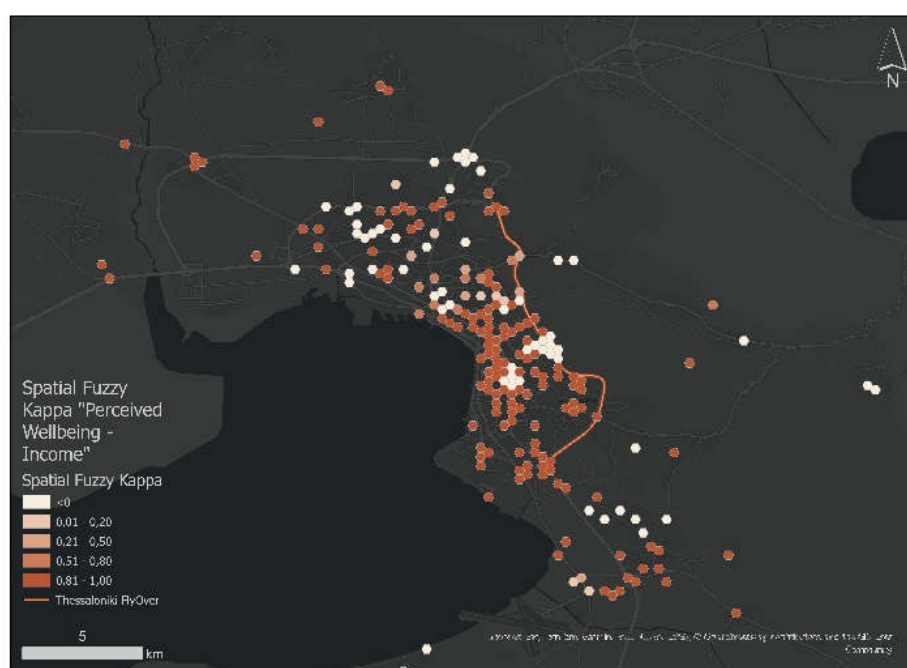 N
Spatial Fuzzy
Kappa "Perceived
Wellbeing -
Income"
Spatial Fuzzy Kappa
<0
0,01 - 0,20
0,21 - 0,50
0,51 - 0,80
0,81 - 1,00
Thessaloniki FlyOver
5
km
Community